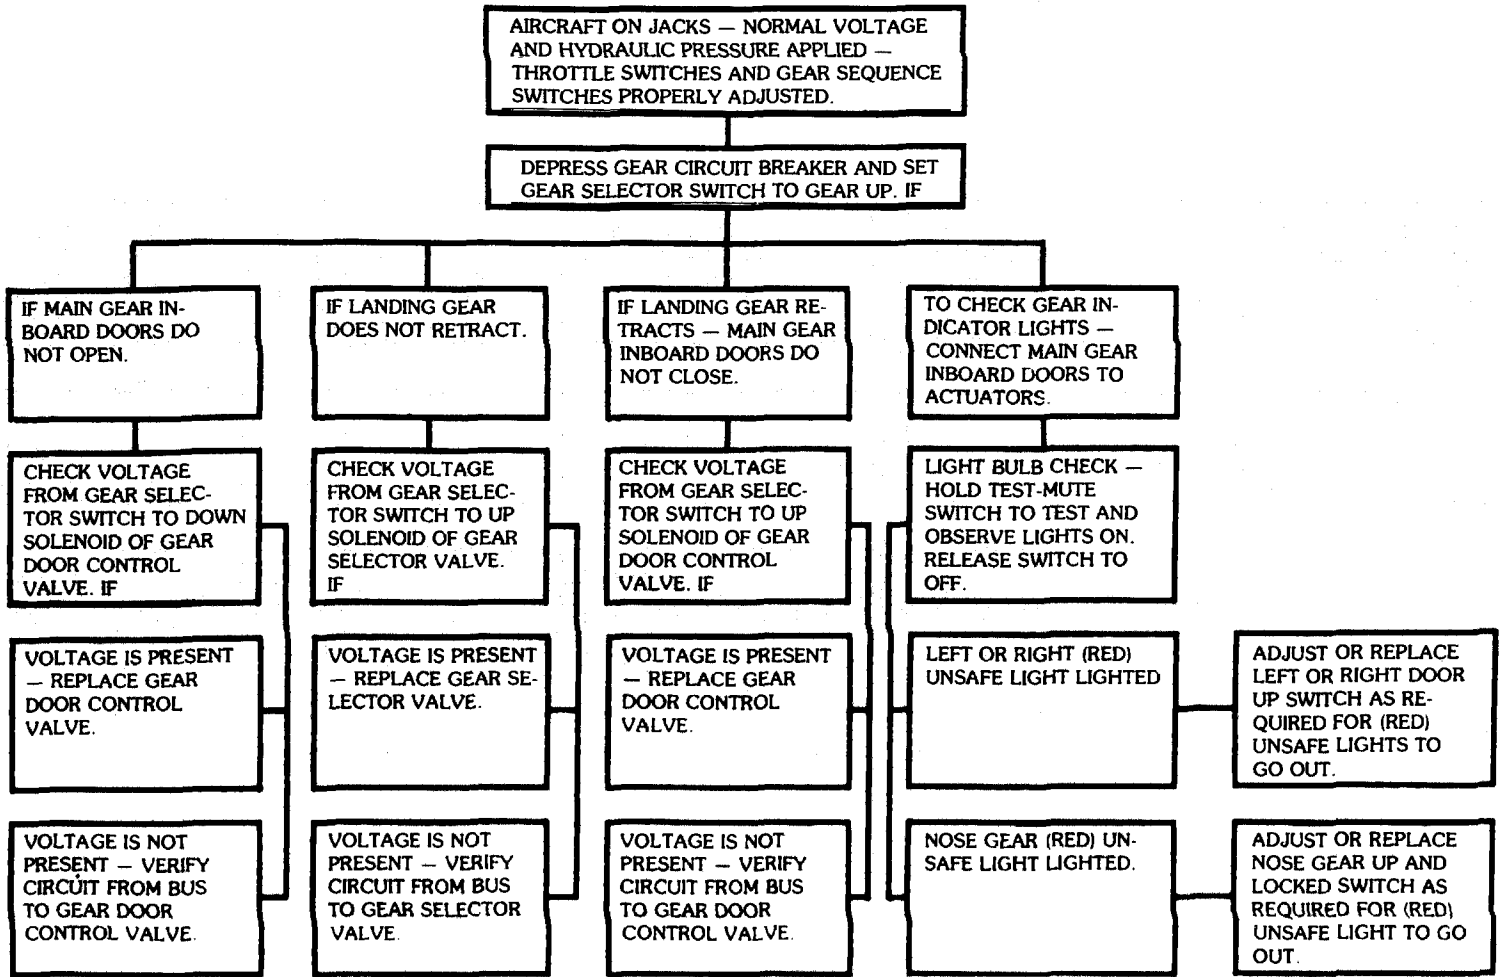 AIRCRAFT ON JACKS — NORMAL VOLTAGE
AND HYDRAULIC PRESSURE APPLIED —
THROTTLE SWITCHES AND GEAR SEQUENCE
SWITCHES PROPERLY ADJUSTED.
DEPRESS GEAR CIRCUIT BREAKER AND SET
GEAR SELECTOR SWITCH TO GEAR UP. IF
IF MAIN GEAR IN-
BOARD DOORS DO
NOT OPEN.
IF LANDING GEAR
DOES NOT RETRACT.
IF LANDING GEAR RE-
TRACTS — MAIN GEAR
INBOARD DOORS DO
NOT CLOSE.
TO CHECK GEAR IN-
DICATOR LIGHTS —
CONNECT MAIN GEAR
INBOARD DOORS TO
ACTUATORS.
CHECK VOLTAGE
FROM GEAR SELEC-
TOR SWITCH TO DOWN
SOLENOID OF GEAR
DOOR CONTROL
VALVE. IF
CHECK VOLTAGE
FROM GEAR SELEC-
TOR SWITCH TO UP
SOLENOID OF GEAR
SELECTOR VALVE.
IF
CHECK VOLTAGE
FROM GEAR SELEC-
TOR SWITCH TO UP
SOLENOID OF GEAR
DOOR CONTROL
VALVE. IF
LIGHT BULB CHECK —
HOLD TEST-MUTE
SWITCH TO TEST AND
OBSERVE LIGHTS ON.
RELEASE SWITCH TO
OFF.
VOLTAGE IS PRESENT
— REPLACE GEAR
DOOR CONTROL
VALVE.
VOLTAGE IS PRESENT
— REPLACE GEAR SE-
LECTOR VALVE.
VOLTAGE IS PRESENT
— REPLACE GEAR
DOOR CONTROL
VALVE.
LEFT OR RIGHT (RED)
UNSAFE LIGHT LIGHTED
ADJUST OR REPLACE
LEFT OR RIGHT DOOR
UP SWITCH AS RE-
QUIRED FOR (RED)
UNSAFE LIGHTS TO
GO OUT.
VOLTAGE IS NOT
PRESENT — VERIFY
CIRCUIT FROM BUS
TO GEAR DOOR
CONTROL VALVE.
VOLTAGE IS NOT
PRESENT — VERIFY
CIRCUIT FROM BUS
TO GEAR SELECTOR
VALVE.
VOLTAGE IS NOT
PRESENT — VERIFY
CIRCUIT FROM BUS
TO GEAR DOOR
CONTROL VALVE.
NOSE GEAR (RED) UN-
SAFE LIGHT LIGHTED.
ADJUST OR REPLACE
NOSE GEAR UP AND
LOCKED SWITCH AS
REQUIRED FOR (RED)
UNSAFE LIGHT TO GO
OUT.